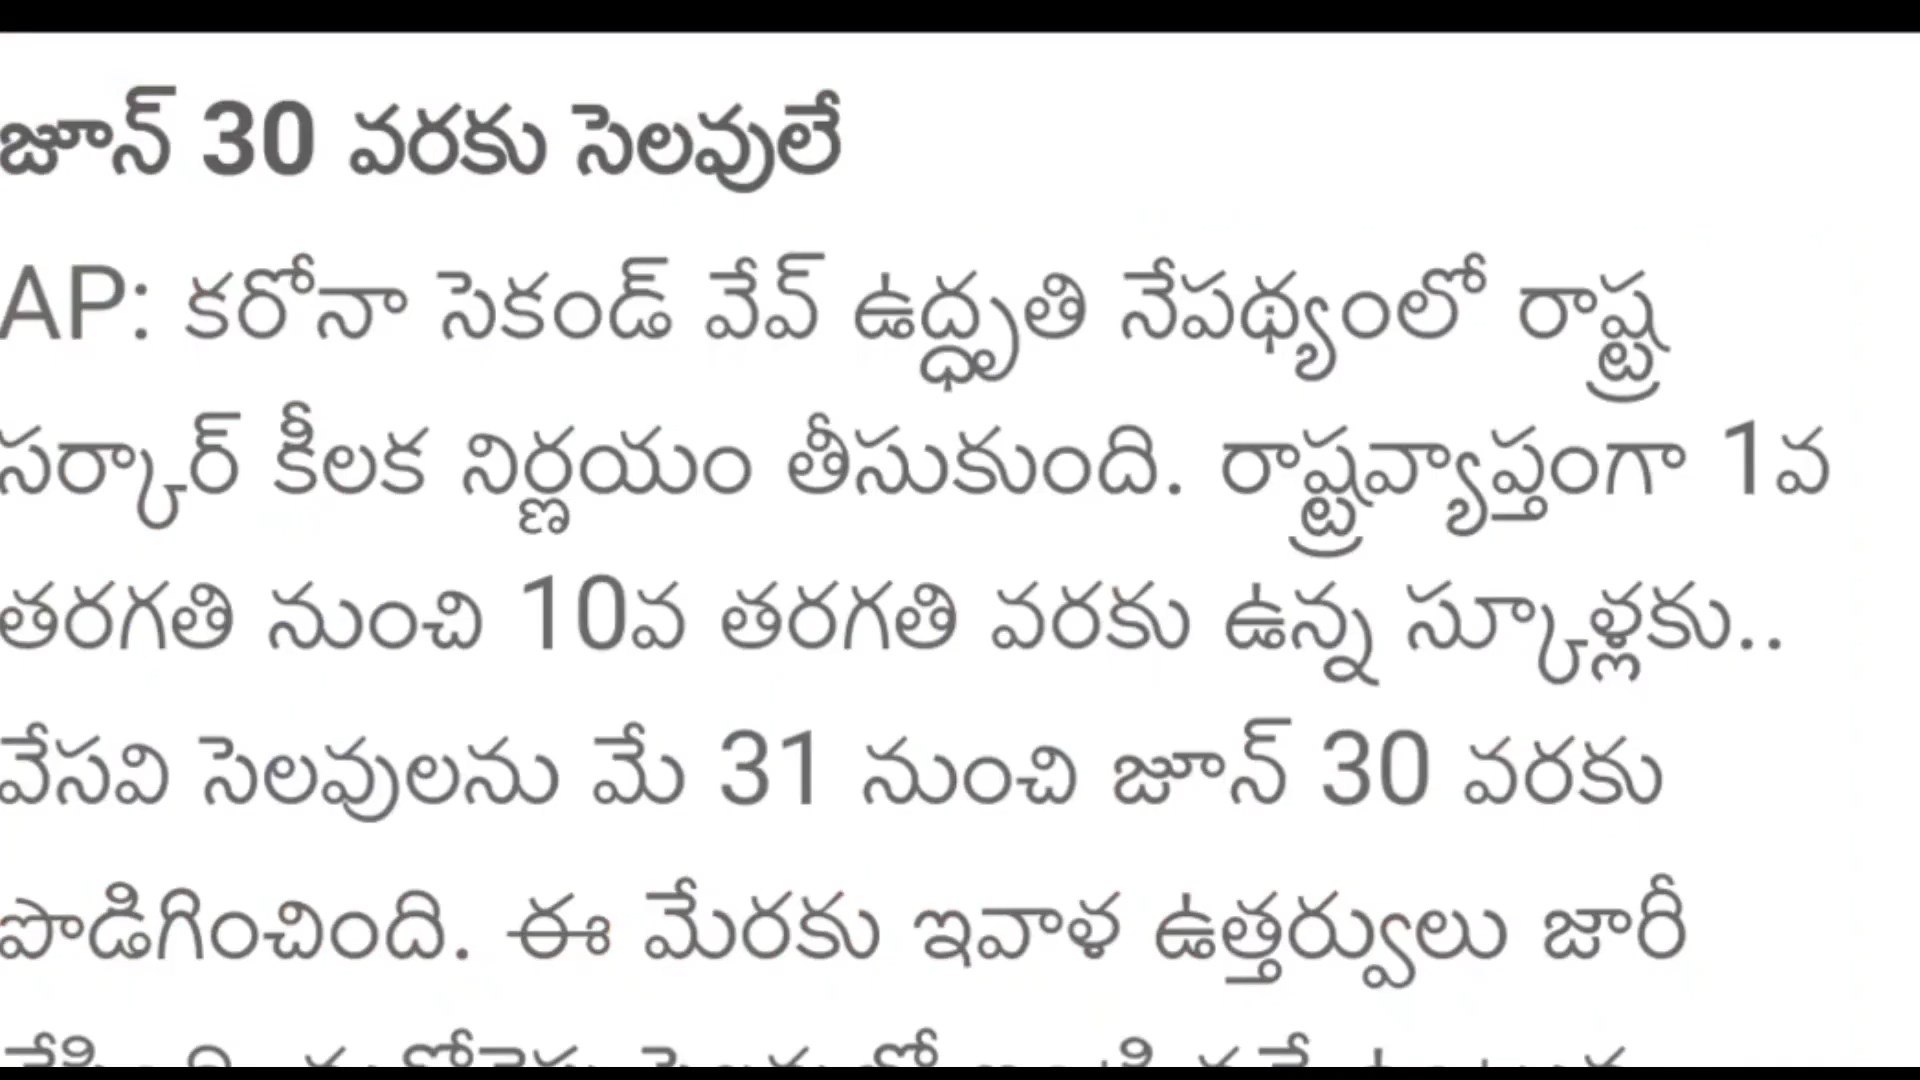 జూన్ 30 వరకు సెలవులే
AP: కరోనా సెకండ్ వేవ్ ఉద్ధృతి నేపథ్యంలో రాష్ట్ర
సర్కార్ కీలక నిర్ణయం తీసుకుంది. రాష్ట్రవ్యాప్తంగా 1వ
తరగతి నుంచి 10వ తరగతి వరకు ఉన్న స్కూళ్లకు..
వేసవి సెలవులను మే 31 నుంచి జూన్ 30 వరకు
పొడిగించింది. ఈ మేరకు ఇవాళ ఉత్తర్వులు జారీ